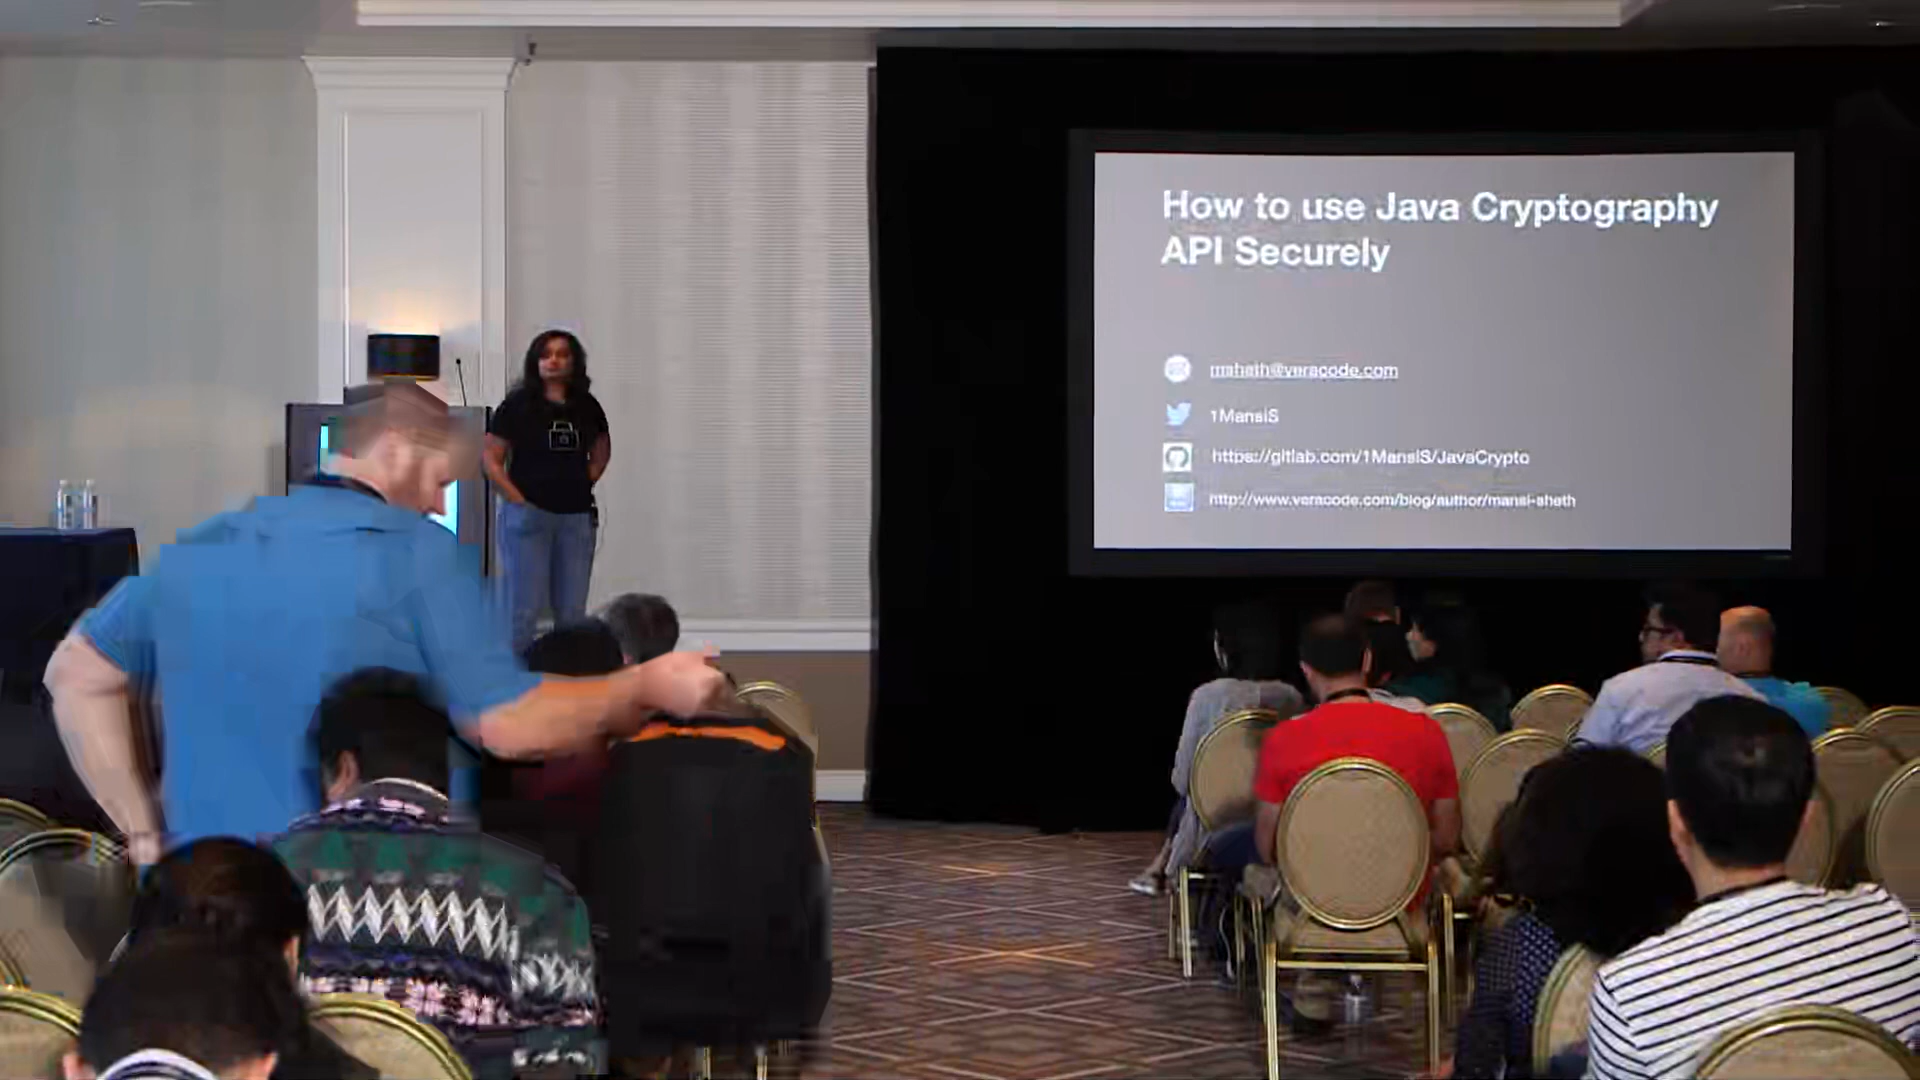 How to use Java Cryptography
API Securely
msheth@veracode.com
1MansiS
https://gitlab.com/1MansiS/JavaCrypto
http://www.veracode.com/blog/author/mansi-sheth